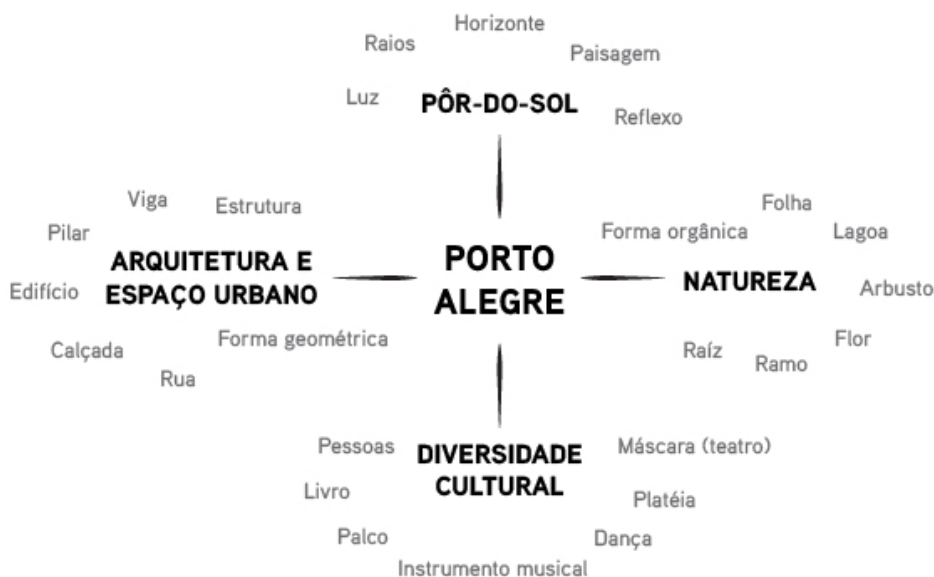 Horizonte
Raios
Paisagem
Luz
PÔR-DO-SOL
Reflexo
Viga
Estrutura
Pilar
ARQUITETURA E
ESPAÇO URBANO
Edifício
Calçada
Forma geométrica
Rua
PORTO
ALEGRE
Folha
Forma orgânica
Lagoa
NATUREZA
Arbusto
Flor
Raíz
Ramo
Pessoas
DIVERSIDADE
CULTURAL
Máscara (teatro)
Livro
Platéia
Palco
Dança
Instrumento musical